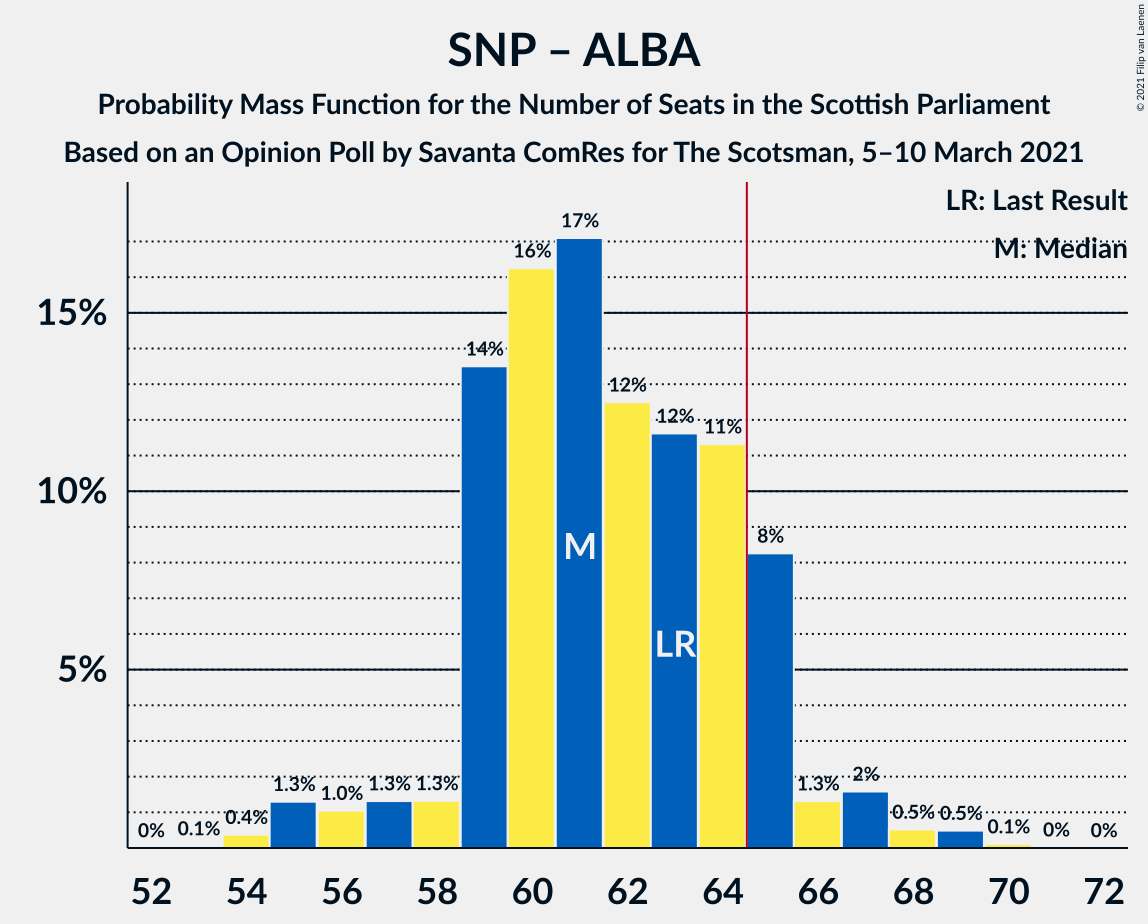 © 2021 Filip van Laenen
SNP – ALBA
Probability Mass Function for the Number of Seats in the Scottish Parliament
Based on an Opinion Poll by Savanta ComRes for The Scotsman, 5–10 March 2021
LR: Last Result
M: Median
15%
10%
5%
0%
0.1%
0.4%
1.3%
1.0%
1.3%
1.3%
14%
16%
17%
12%
12%
11%
8%
1.3%
2%
0.5%
0.5%
0.1%
0%
0%
M
LR
52 54 56 58 60 62 64 66 68 70 72